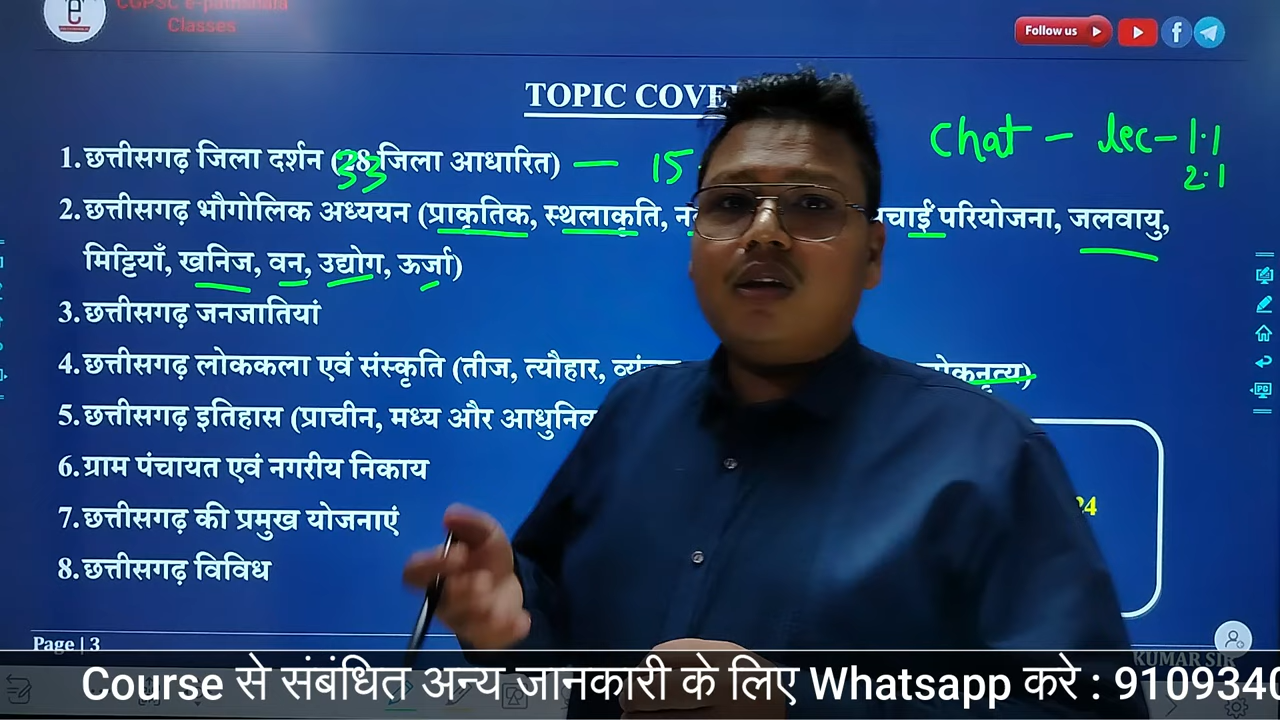 CGPSC e-pathshala
Classes
Follow us
TOPIC COVE
Chat - lec-1.1
2.1
1. छत्तीसगढ़ जिला दर्शन (28 जिला आधारित) — 15
33
2. छत्तीसगढ़ भौगोलिक अध्ययन (प्राकृतिक, स्थलाकृति, परियोजना, जलवायु,
मिट्टियाँ, खनिज, वन, उद्योग, ऊर्जा)
3. छत्तीसगढ़ जनजातियां
4. छत्तीसगढ़ लोककला एवं संस्कृति (तीज, त्यौहार,
5. छत्तीसगढ़ इतिहास (प्राचीन, मध्य और
6. ग्राम पंचायत एवं नगरीय निकाय
24
7. छत्तीसगढ़ की प्रमुख योजनाएं
8. छत्तीसगढ़ विविध
Page | 3
KUMAR SIR
Course से संबंधित अन्य जानकारी के लिए Whatsapp करे : 9109340